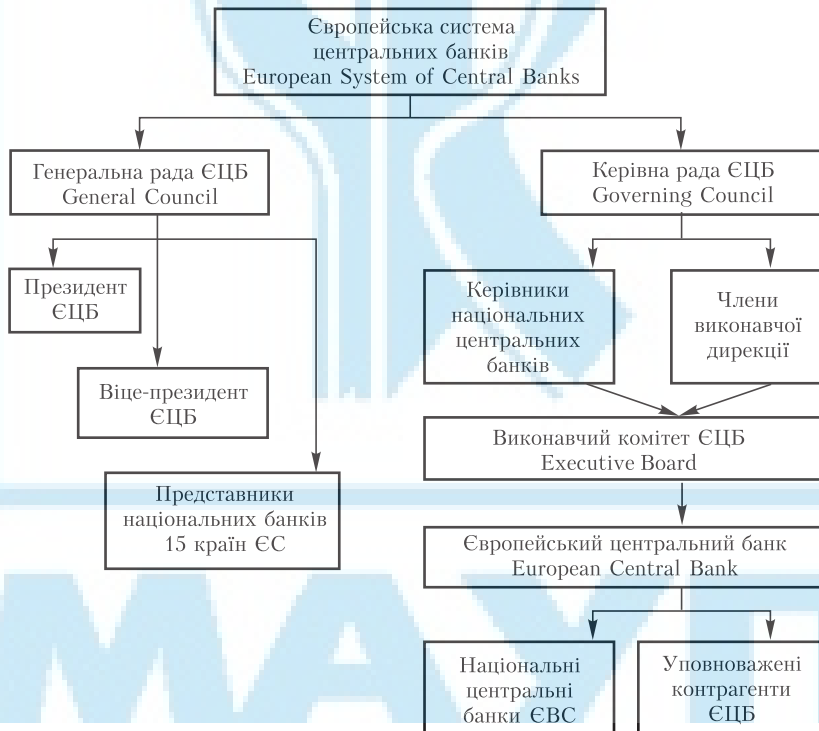 Європейська система
центральних банків
European System of Central Banks
Генеральна рада ЄЦБ
General Council
Керівна рада ЄЦБ
Governing Council
Президент
ЄЦБ
Віце-президент
ЄЦБ
Представники
національних банків
15 країн ЄС
Керівники
національних
центральних
банків
Члени
виконавчої
дирекції
Виконавчий комітет ЄЦБ
Executive Board
Європейський центральний банк
European Central Bank
Національні
центральні
банки ЄВС
Уповноважені
контрагенти
ЄЦБ
МАУП